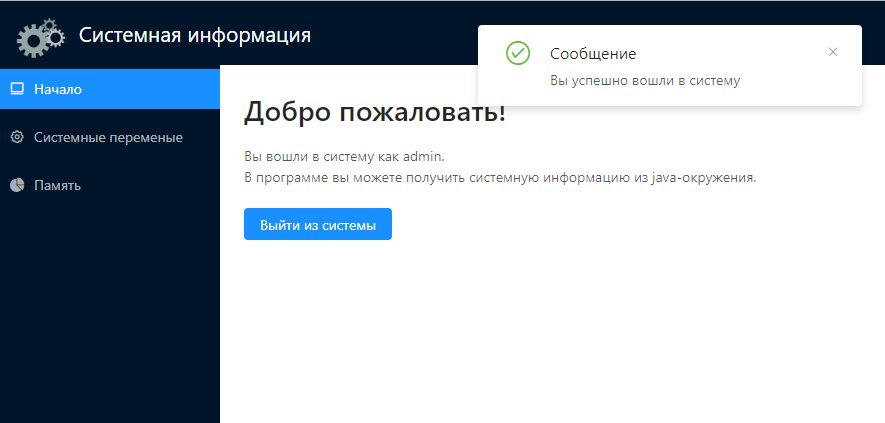 Системная информация
Сообщение
Вы успешно вошли в систему
Начало
Системные переменые
Память
Добро пожаловать!
Вы вошли в систему как admin.
В программе вы можете получить системную информацию из java-окружения.
Выйти из системы